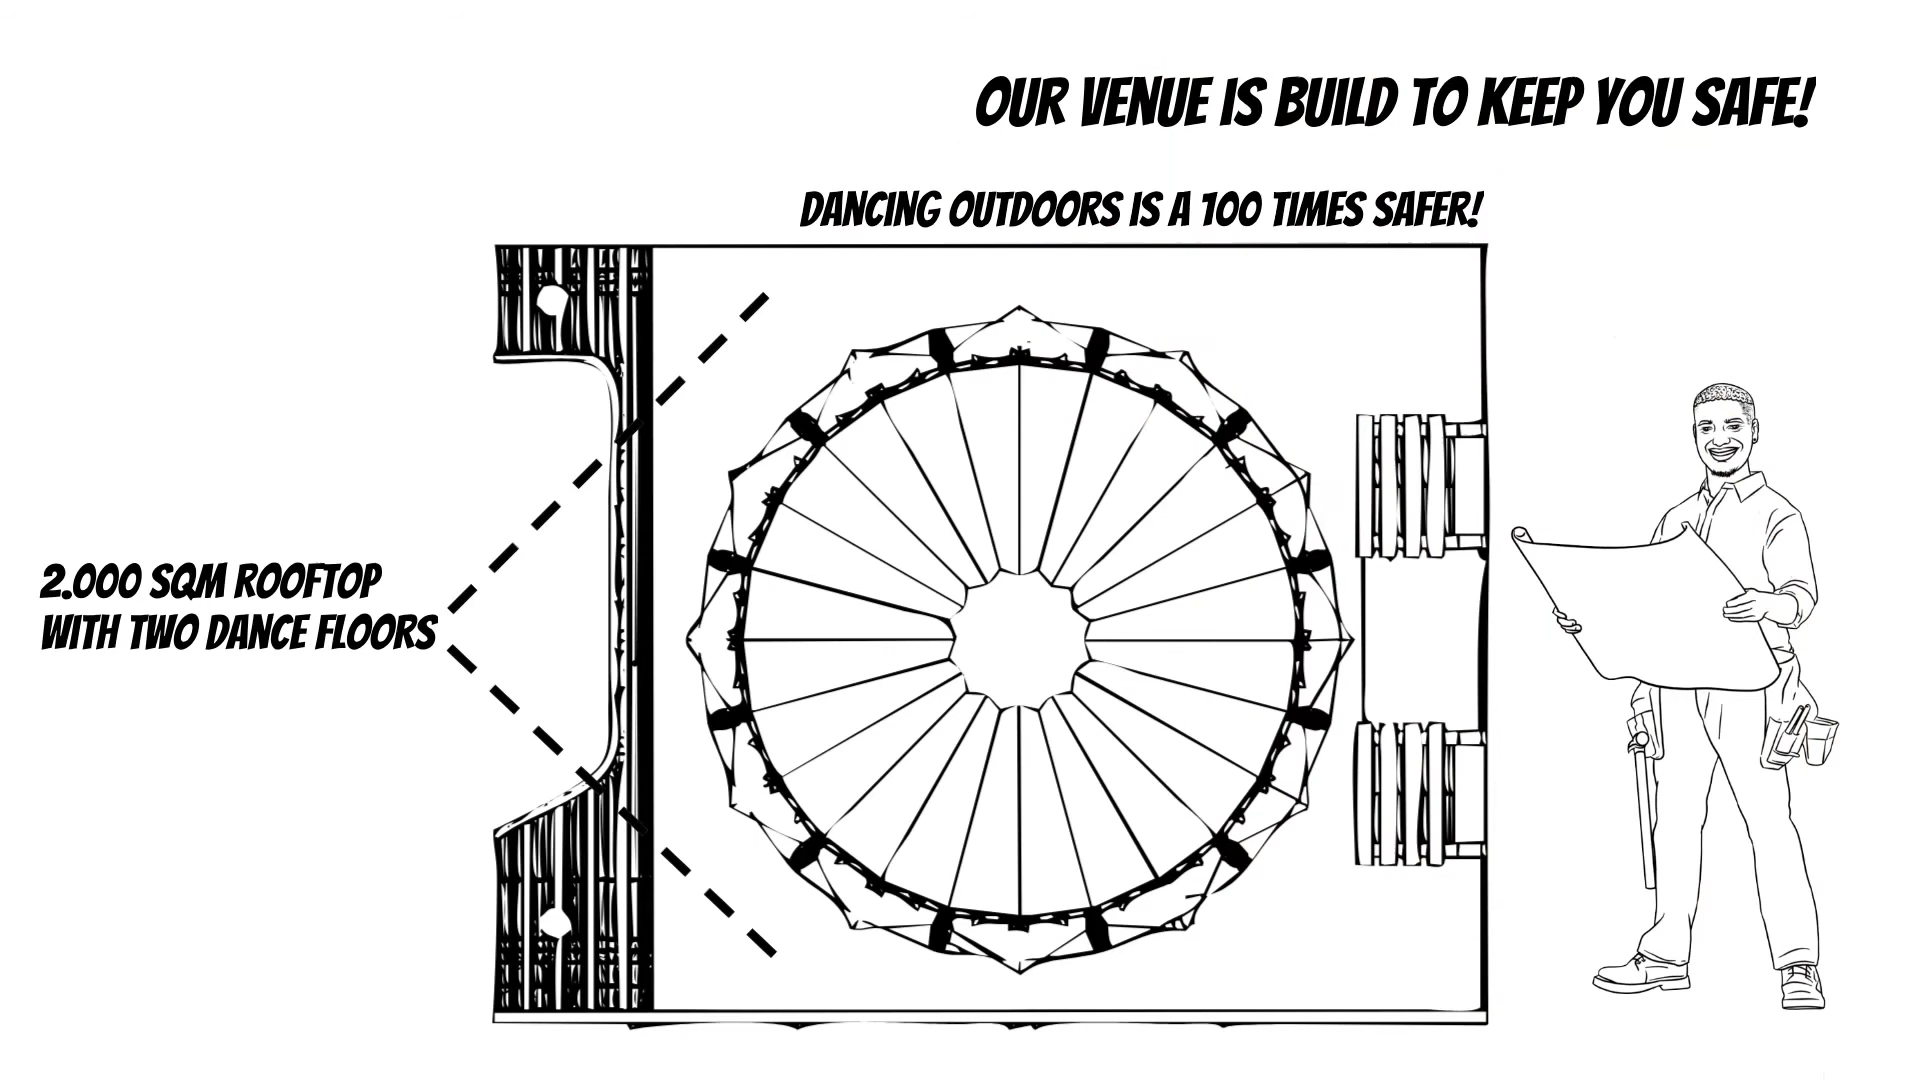 OUR VENUE IS BUILD TO KEEP YOU SAFE!
DANCING OUTDOORS IS A 100 TIMES SAFER!
2.000 SQM ROOFTOP
WITH TWO DANCE FLOORS